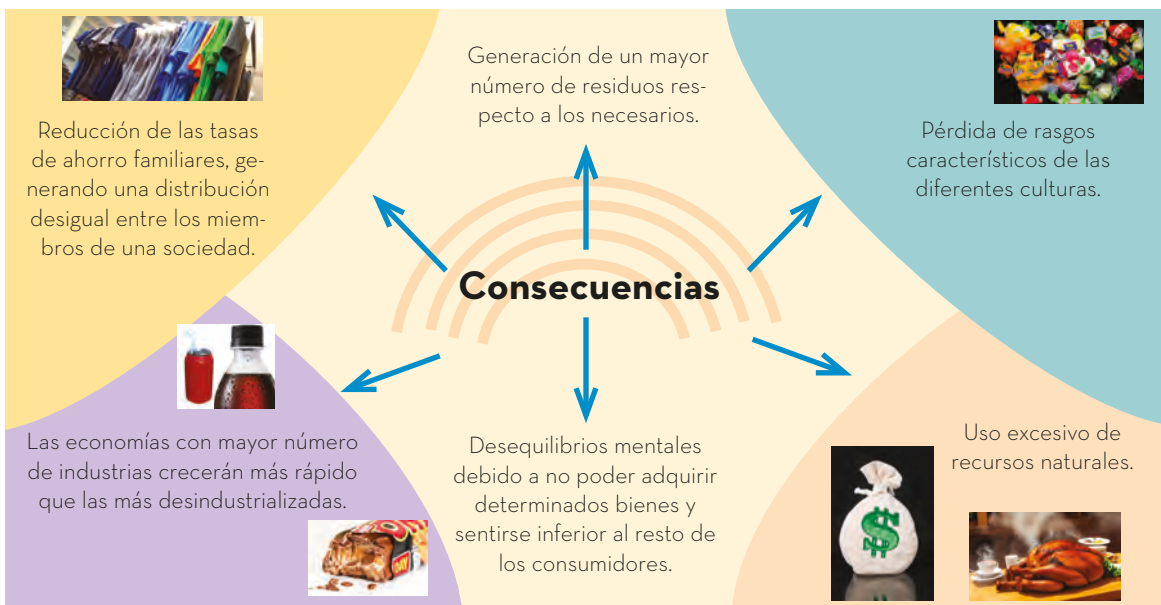 Reducción de las tasas
de ahorro familiares, ge-
nerando una distribución
desigual entre los miem-
bros de una sociedad.
Generación de un mayor
número de residuos res-
pecto a los necesarios.
Pérdida de rasgos
característicos de las
diferentes culturas.
Consecuencias
Las economías con mayor número
de industrias crecerán más rápido
que las más desindustrializadas.
DAY
Desequilibrios mentales
debido a no poder adquirir
determinados bienes y
sentirse inferior al resto de
los consumidores.
Uso excesivo de
recursos naturales.
$